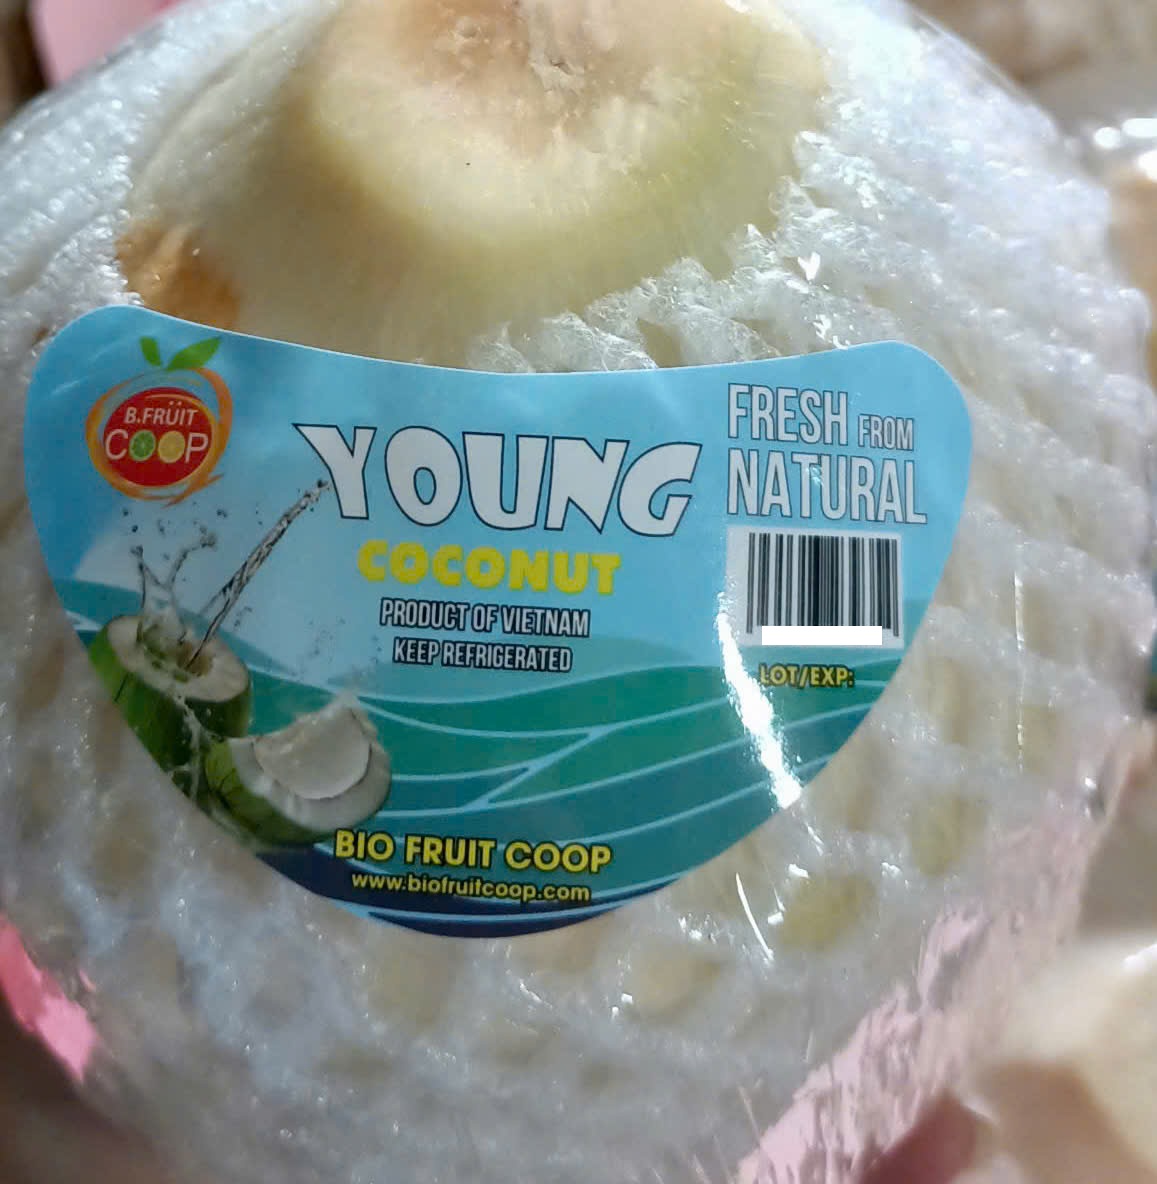 B.FRÜIT
COOP
YOUNG
COCONUT
PRODUCT OF VIETNAM
KEEP REFRIGERATED
FRESH FROM
NATURAL
LOT/EXP:
BIO FRUIT COOP
www.biofruitcoop.com